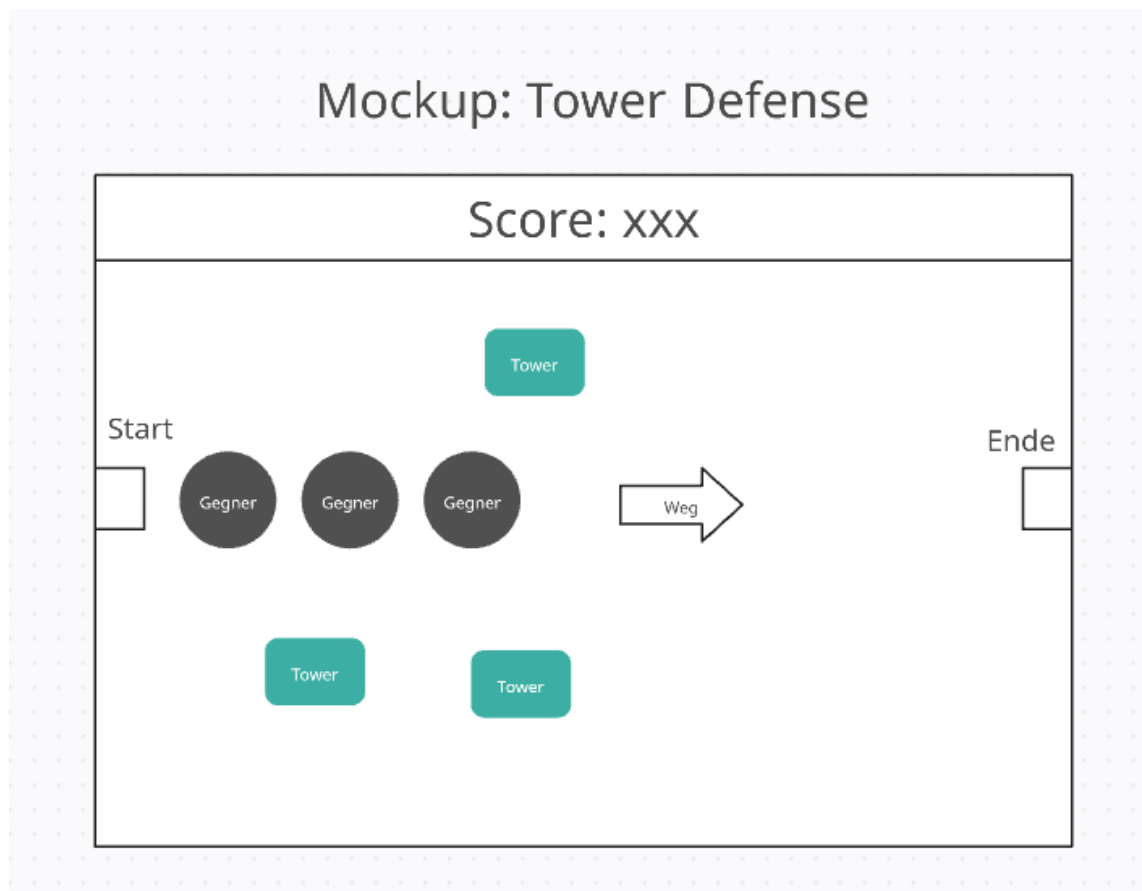 Mockup: Tower Defense
Score: xxx
Tower
Start
Ende
Gegner
Gegner
Gegner
Weg
Tower
Tower